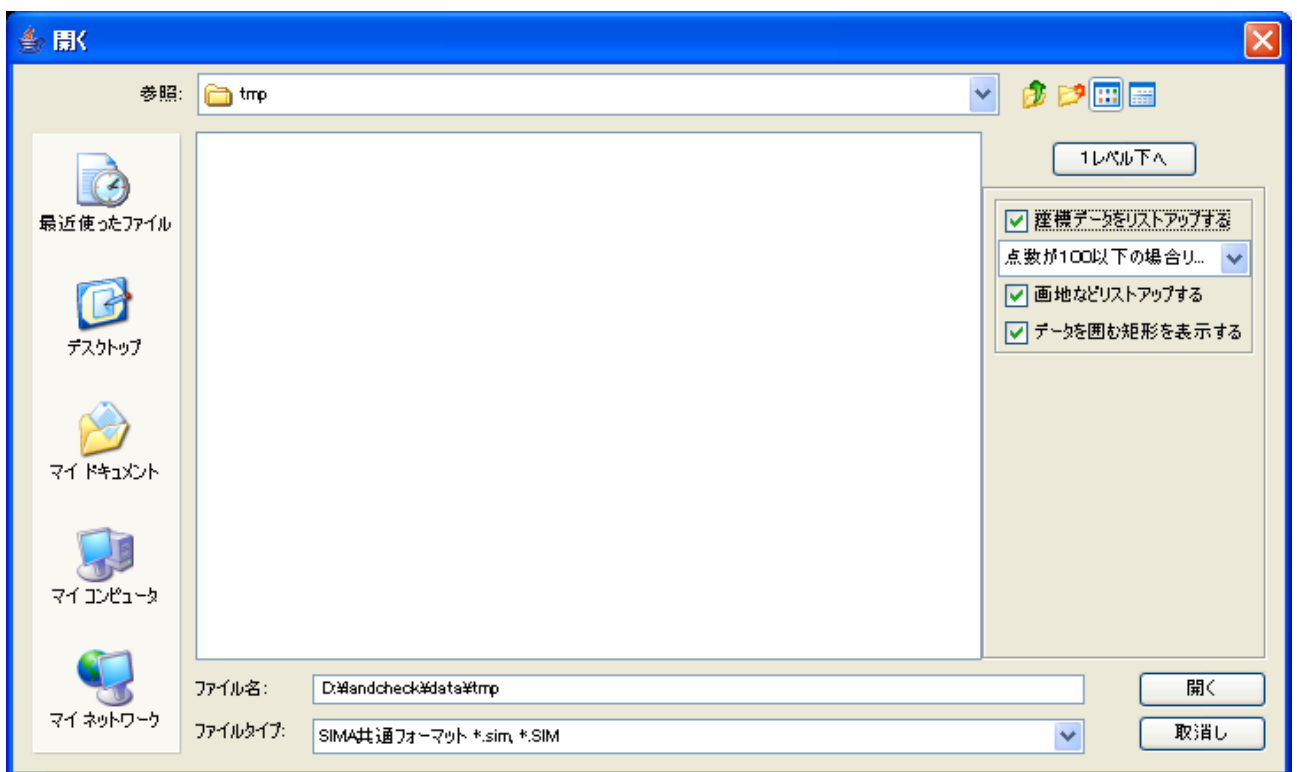 開く
参照:
tmp
1レベル下へ
最近使ったファイル
座標データをリストアップする
点数が100以下の場合リ...
デスクトップ
画地などリストアップする
データを囲む矩形を表示する
マイ ドキュメント
マイ コンピュータ
マイ ネットワーク
ファイル名:
D:¥landcheck¥data¥tmp
開く
ファイルタイプ:
SIMA共通フォーマット *.sim, *.SIM
取消し